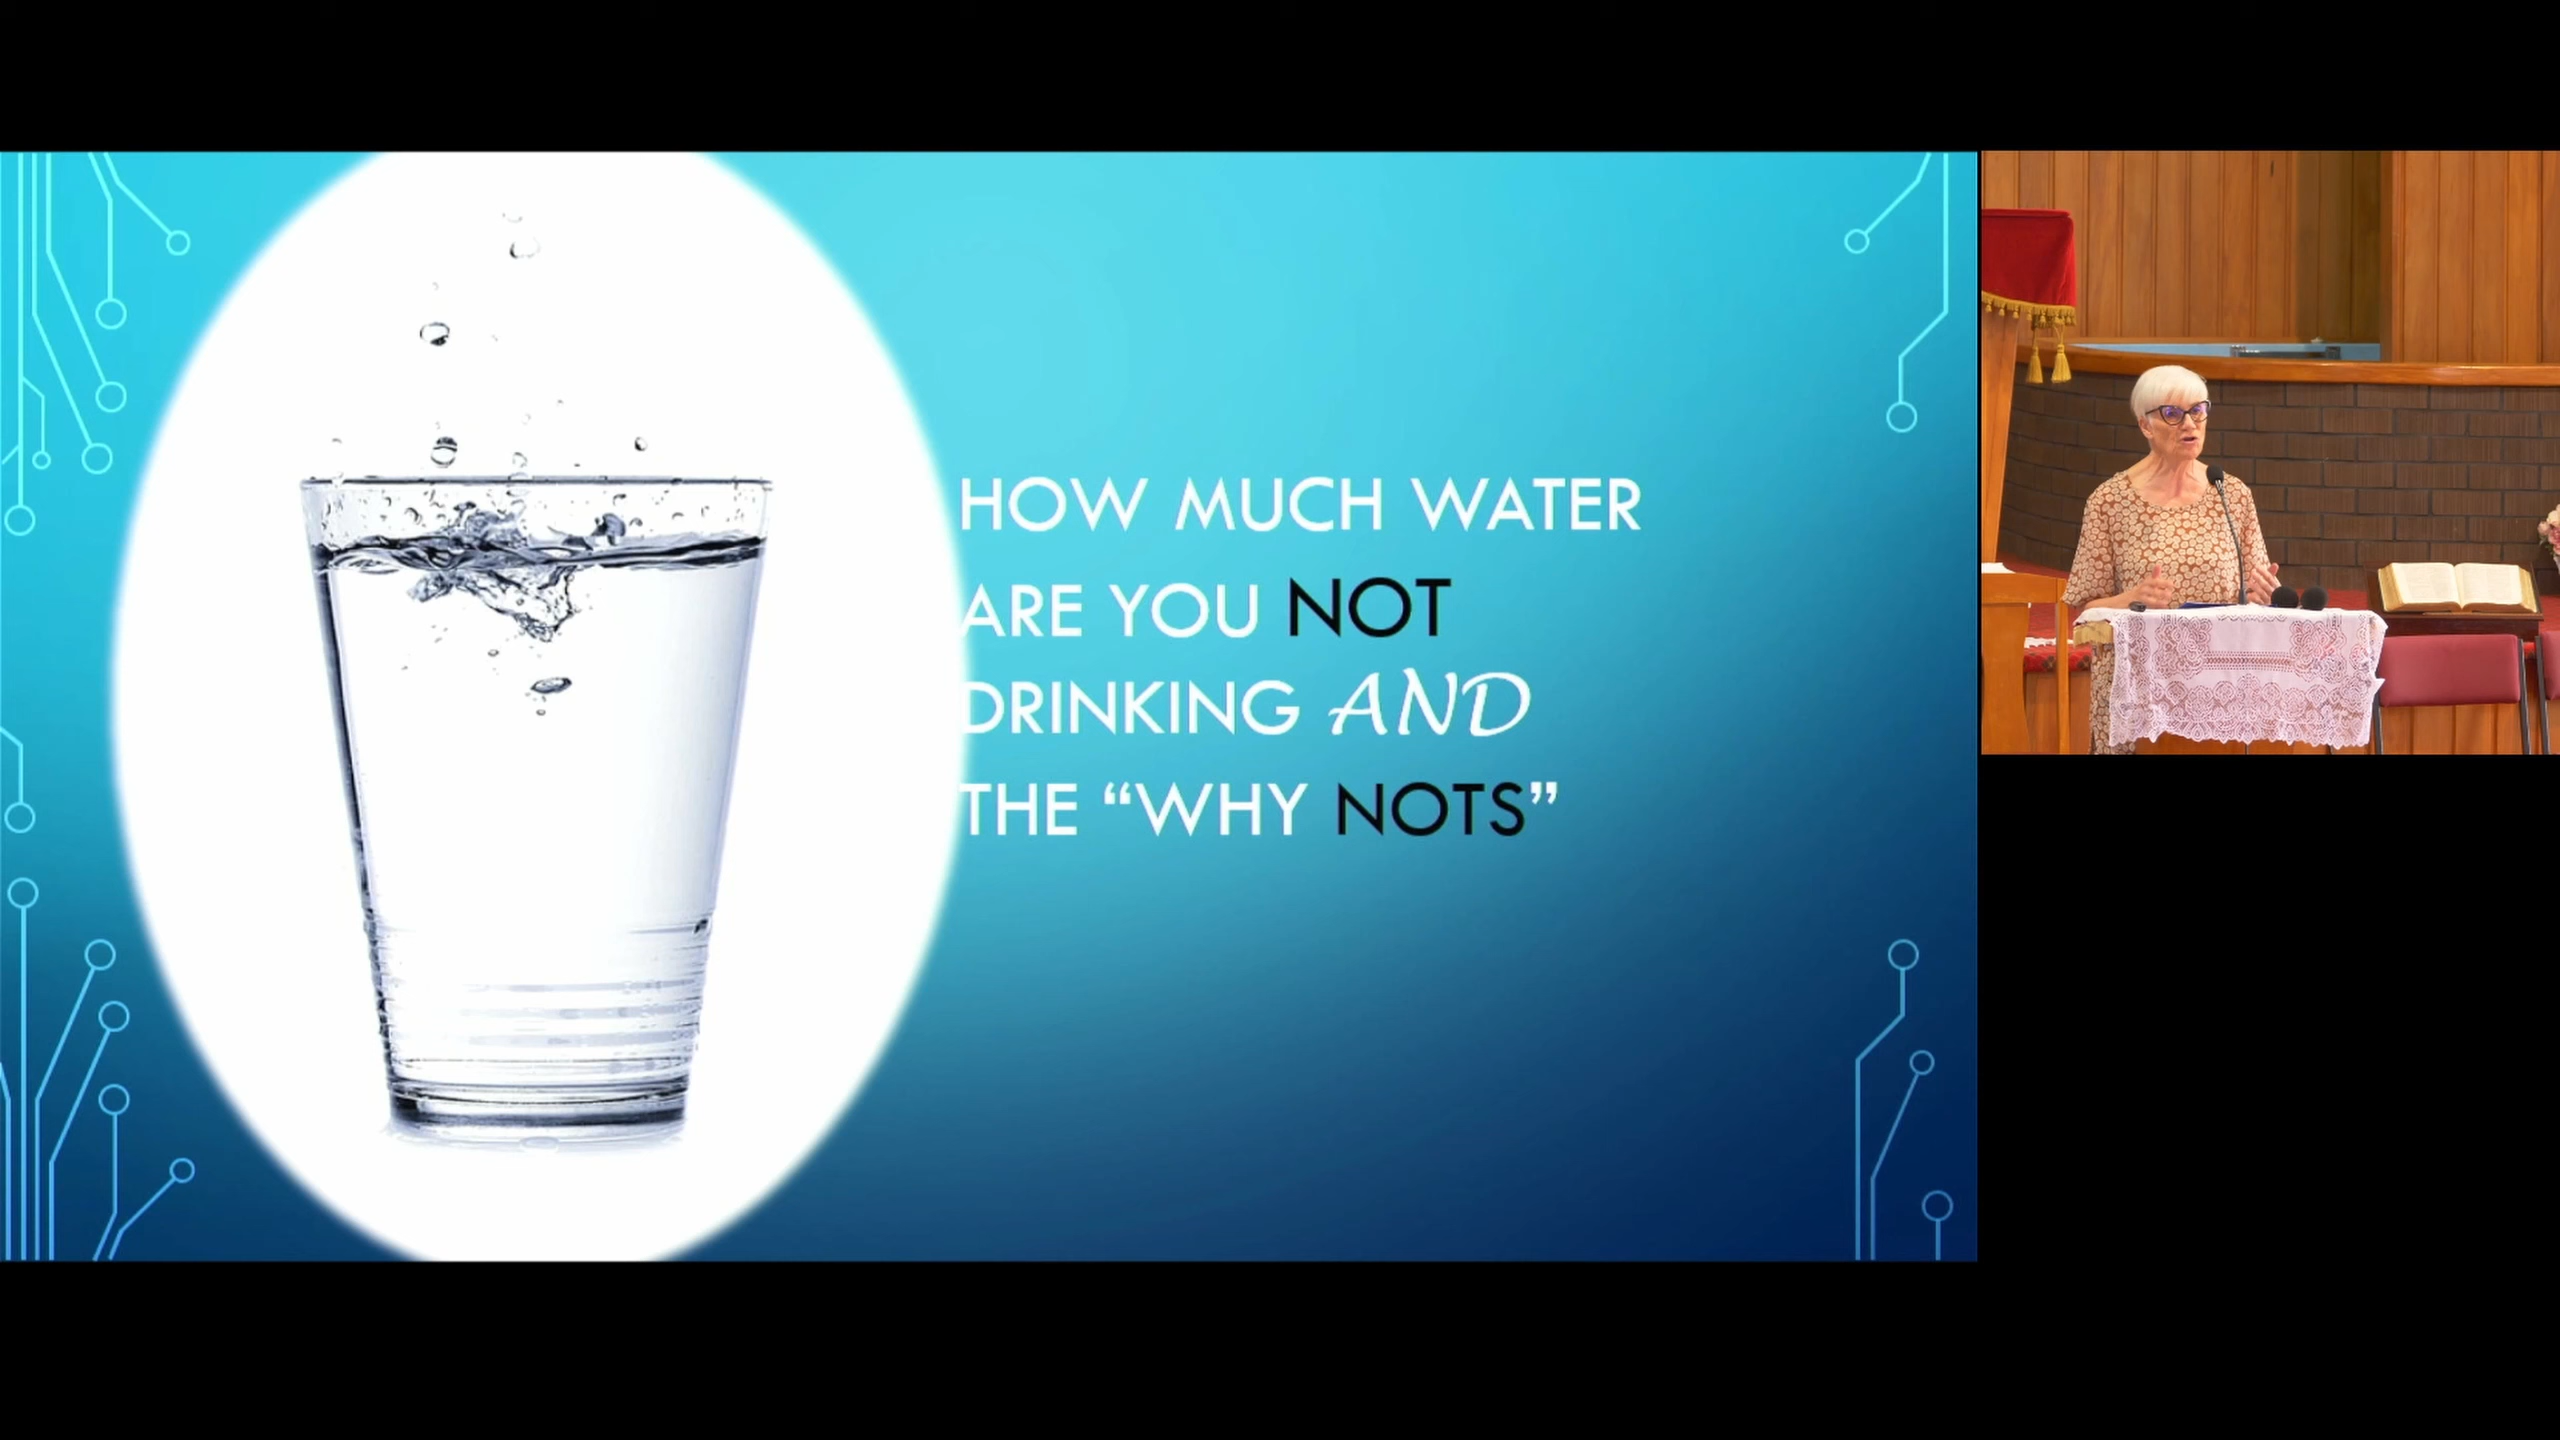 HOW MUCH WATER
ARE YOU NOT
DRINKING AND
THE “WHY NOTS”